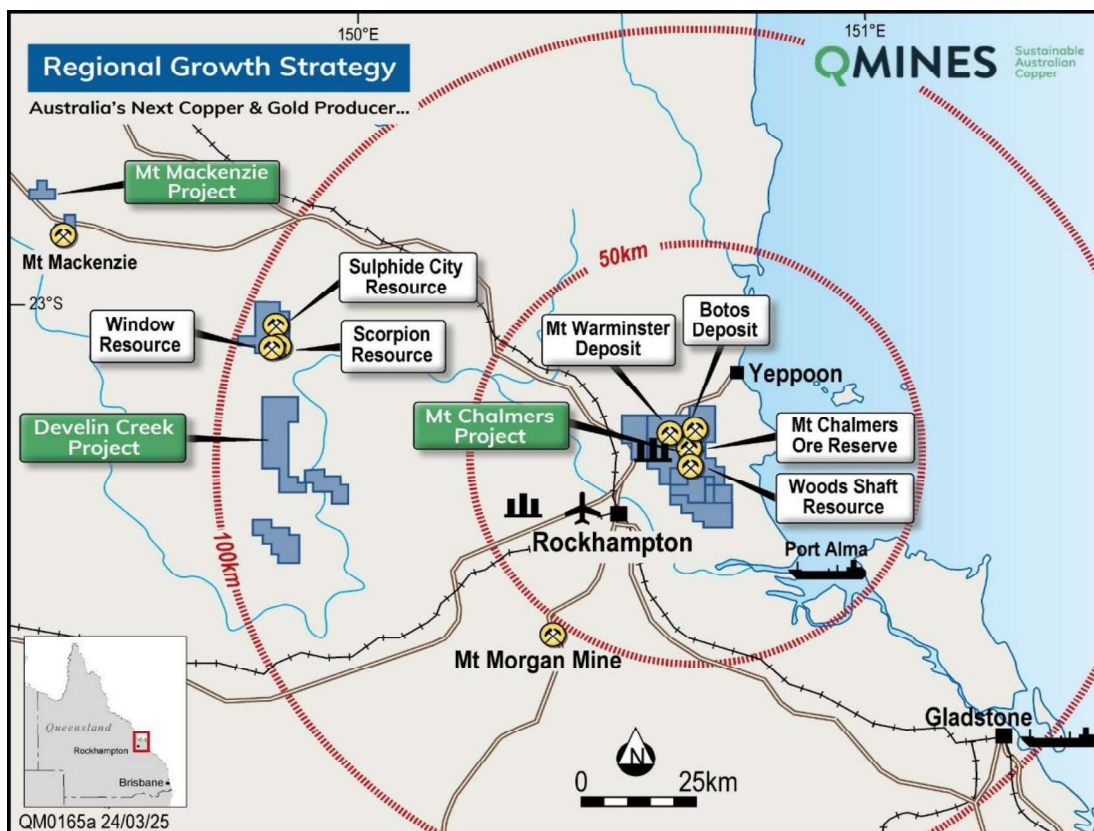 150°E
151°E
Regional Growth Strategy
Australia's Next Copper & Gold Producer...
QMINES
Sustainable
Australian
Copper
Mt Mackenzie
Project
Mt Mackenzie
23°S
50km
Sulphide City
Resource
Window
Resource
Scorpion
Resource
Mt Warminster
Deposit
Botos
Deposit
Yeppoon
Develin Creek
Project
Mt Chalmers
Project
Mt Chalmers
Ore Reserve
Woods Shaft
Resource
100km
Rockhampton
Port Alma
Mt Morgan Mine
Gladstone
Queensland
Rockhampton
Brisbane
N
0 25km
QM0165a 24/03/25